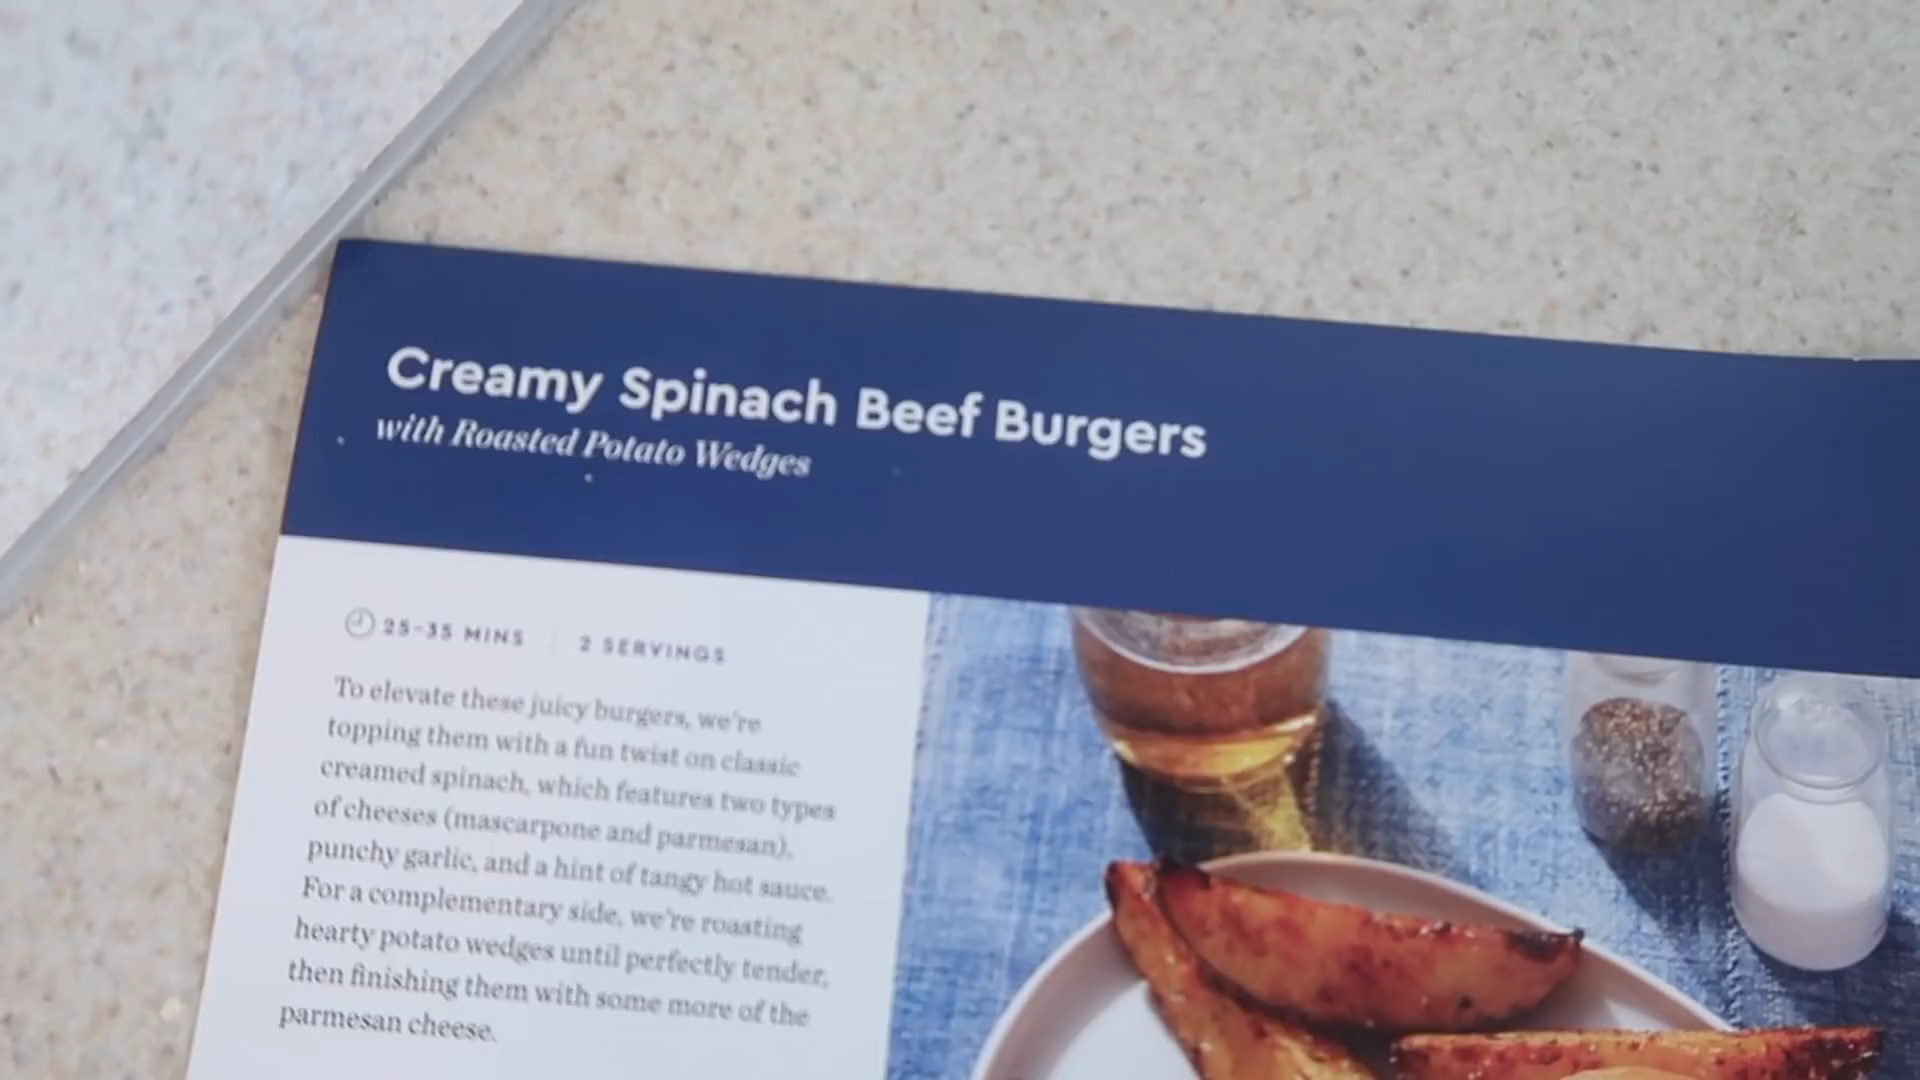 Creamy Spinach Beef Burgers
with Roasted Potato Wedges
25-35 MINS
2 SERVINGS
To elevate these juicy burgers, we're
topping them with a fun twist on classic
creamed spinach, which features two types
of cheeses (mascarpone and parmesan),
punchy garlic, and a hint of tangy hot sauce.
For a complementary side, we're roasting
hearty potato wedges until perfectly tender,
then finishing them with some more of the
parmesan cheese.